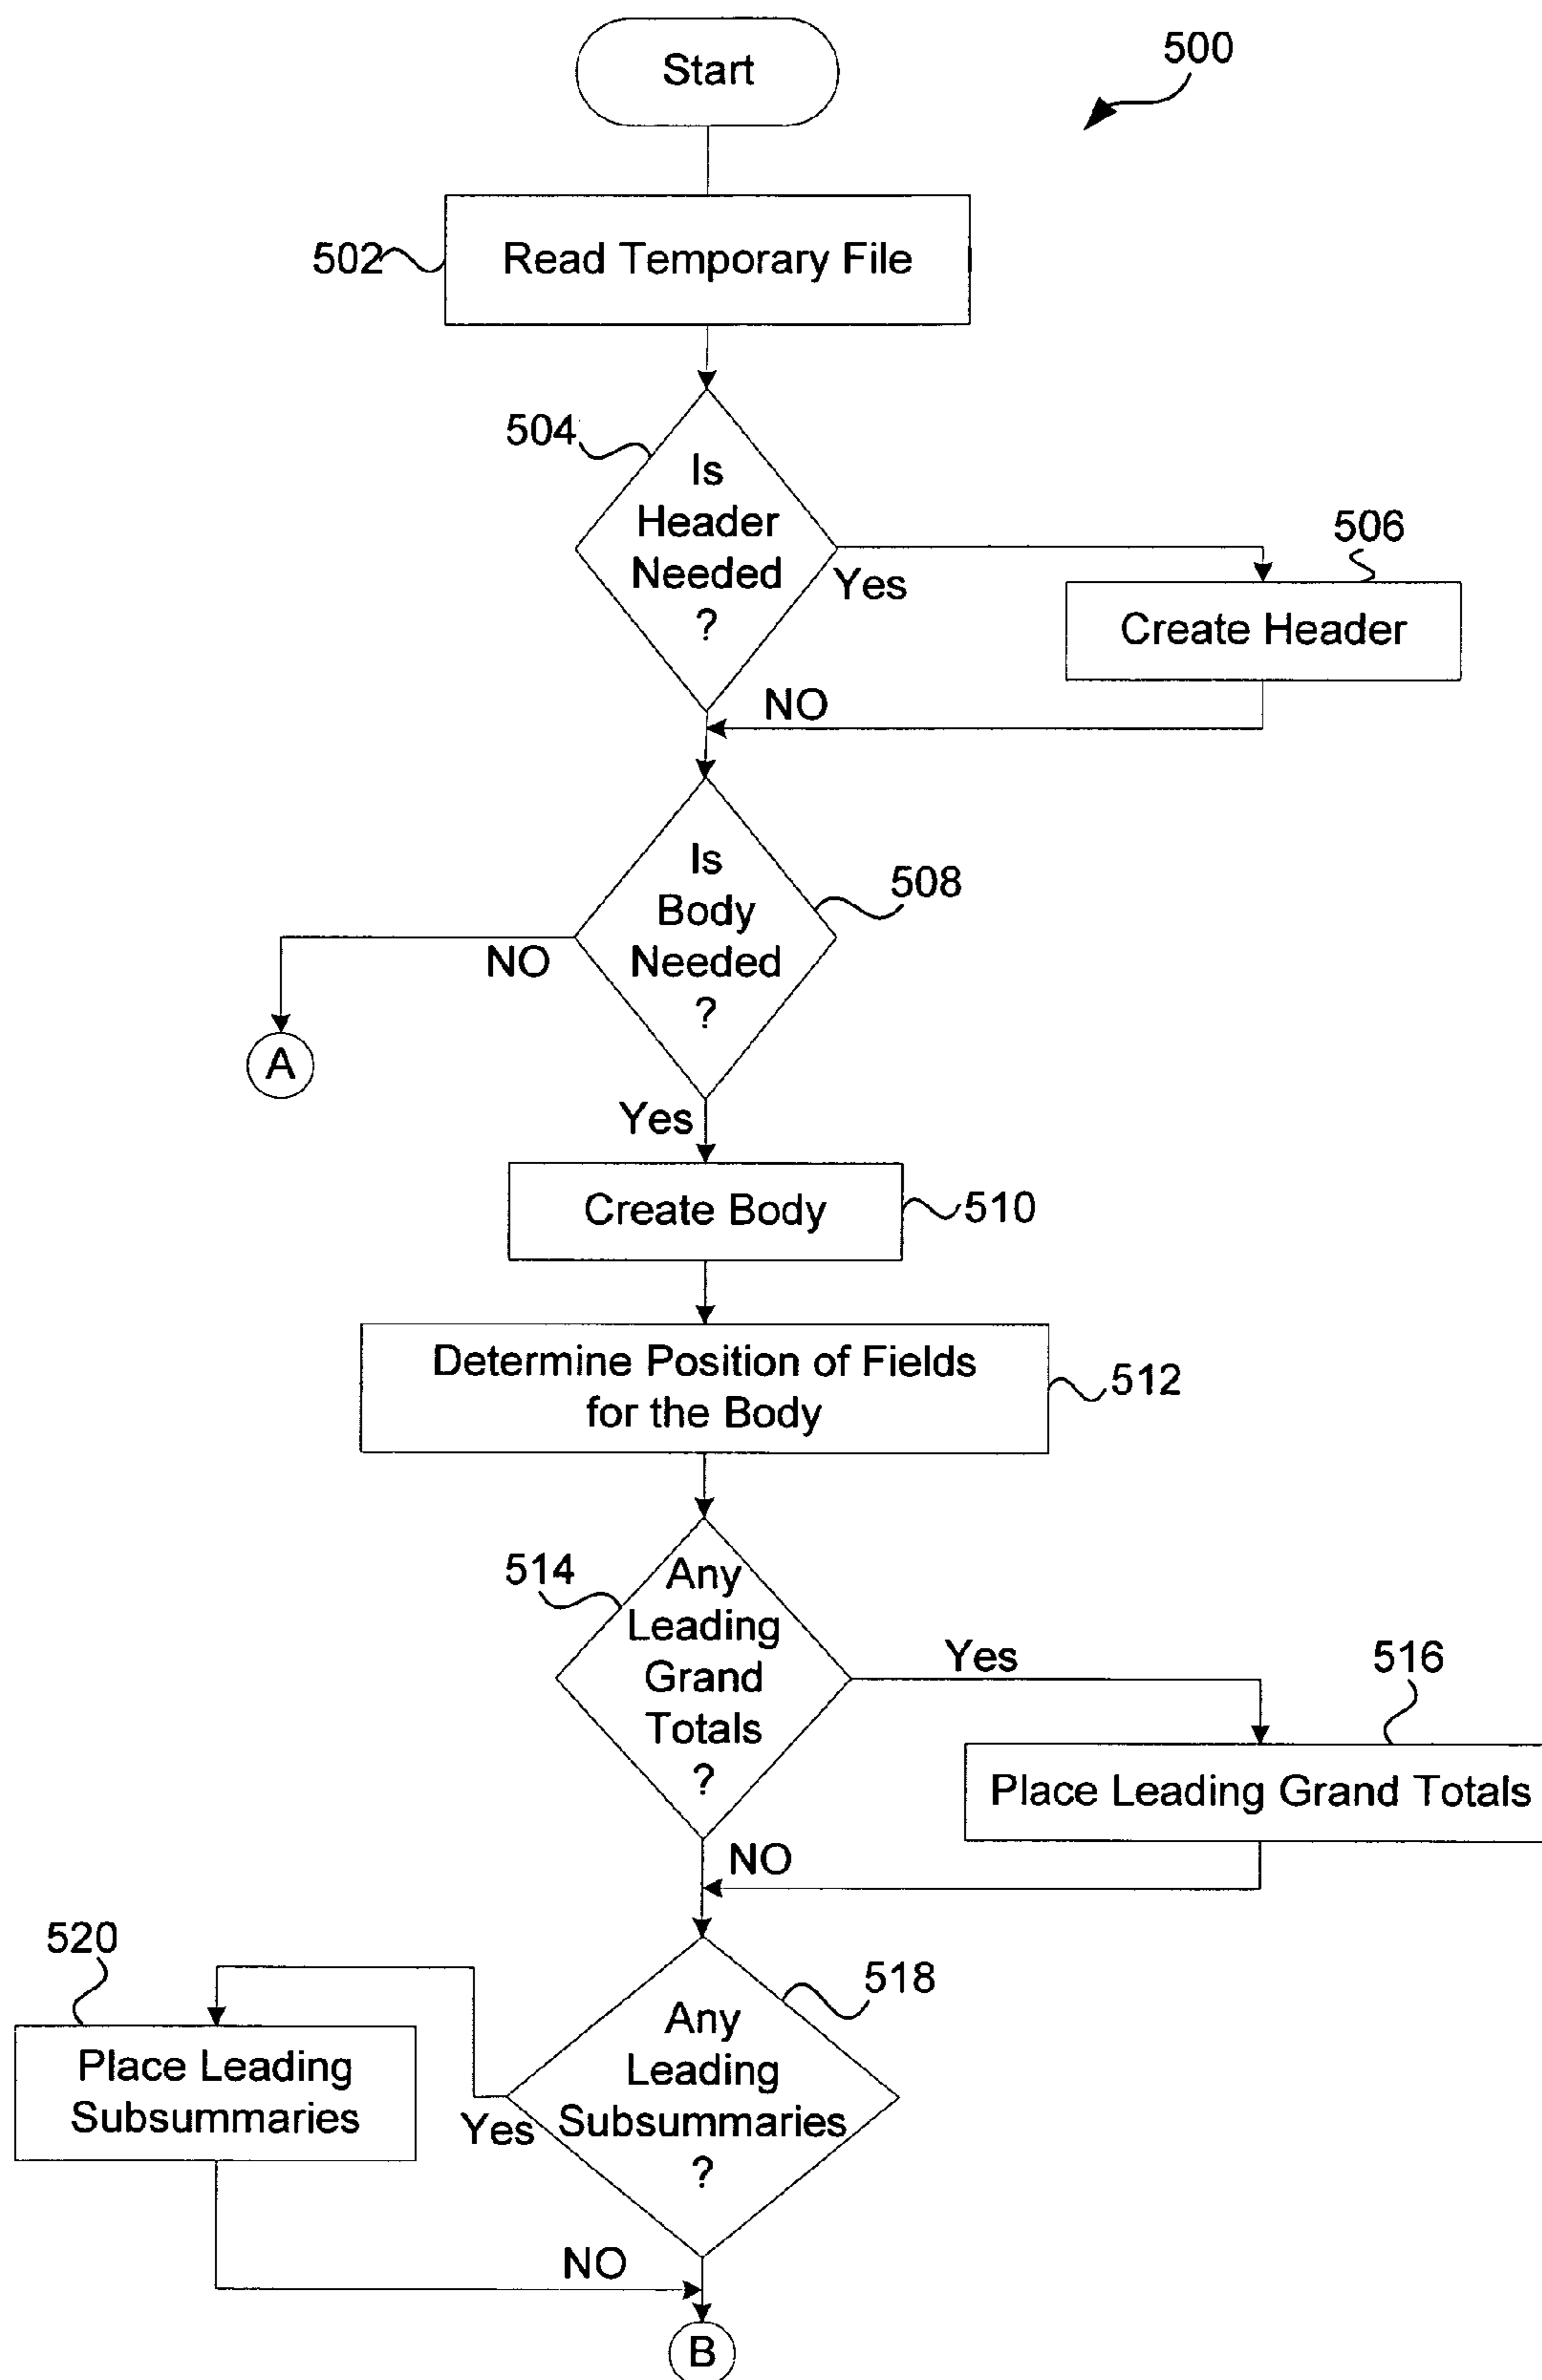 Start
500
502
Read Temporary File
504
Is
Header
Needed
?
Yes
506
Create Header
NO
Is
Body
Needed
?
508
NO
A
Yes
Create Body
510
Determine Position of Fields
for the Body
512
514
Any
Leading
Grand
Totals
?
Yes
516
Place Leading Grand Totals
NO
520
518
Any
Leading
Subsummaries
?
Place Leading
Subsummaries
Yes
NO
B